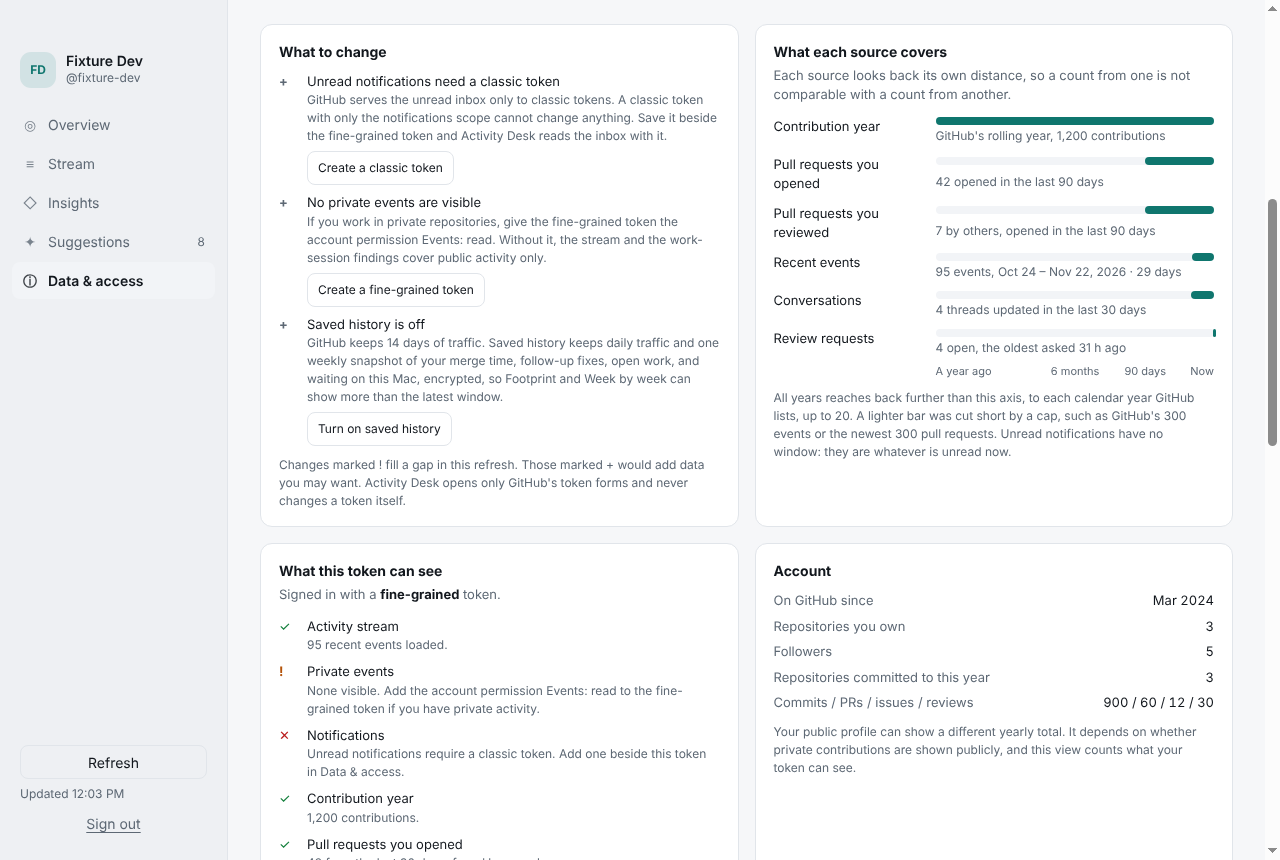 FD
Fixture Dev
@fixture-dev
Overview
Stream
Insights
Suggestions 8
Data & access
Refresh
Updated 12:03 PM
Sign out
What to change
+ Unread notifications need a classic token
GitHub serves the unread inbox only to classic tokens. A classic token
with only the notifications scope cannot change anything. Save it beside
the fine-grained token and Activity Desk reads the inbox with it.
Create a classic token
+ No private events are visible
If you work in private repositories, give the fine-grained token the
account permission Events: read. Without it, the stream and the work-
session findings cover public activity only.
Create a fine-grained token
+ Saved history is off
GitHub keeps 14 days of traffic. Saved history keeps daily traffic and one
weekly snapshot of your merge time, follow-up fixes, open work, and
waiting on this Mac, encrypted, so Footprint and Week by week can
show more than the latest window.
Turn on saved history
Changes marked ! fill a gap in this refresh. Those marked + would add data
you may want. Activity Desk opens only GitHub's token forms and never
changes a token itself.
What each source covers
Each source looks back its own distance, so a count from one is not
comparable with a count from another.
Contribution year
GitHub's rolling year, 1,200 contributions
Pull requests you
opened
42 opened in the last 90 days
Pull requests you
reviewed
7 by others, opened in the last 90 days
Recent events
95 events, Oct 24 – Nov 22, 2026 · 29 days
Conversations
4 threads updated in the last 30 days
Review requests
4 open, the oldest asked 31 h ago
A year ago 6 months 90 days Now
All years reaches back further than this axis, to each calendar year GitHub
lists, up to 20. A lighter bar was cut short by a cap, such as GitHub's 300
events or the newest 300 pull requests. Unread notifications have no
window: they are whatever is unread now.
What this token can see
Signed in with a fine-grained token.
✓ Activity stream
95 recent events loaded.
! Private events
None visible. Add the account permission Events: read to the fine-
grained token if you have private activity.
✕ Notifications
Unread notifications require a classic token. Add one beside this token
in Data & access.
✓ Contribution year
1,200 contributions.
✓ Pull requests you opened
Account
On GitHub since Mar 2024
Repositories you own 3
Followers 5
Repositories committed to this year 3
Commits / PRs / issues / reviews 900 / 60 / 12 / 30
Your public profile can show a different yearly total. It depends on whether
private contributions are shown publicly, and this view counts what your
token can see.